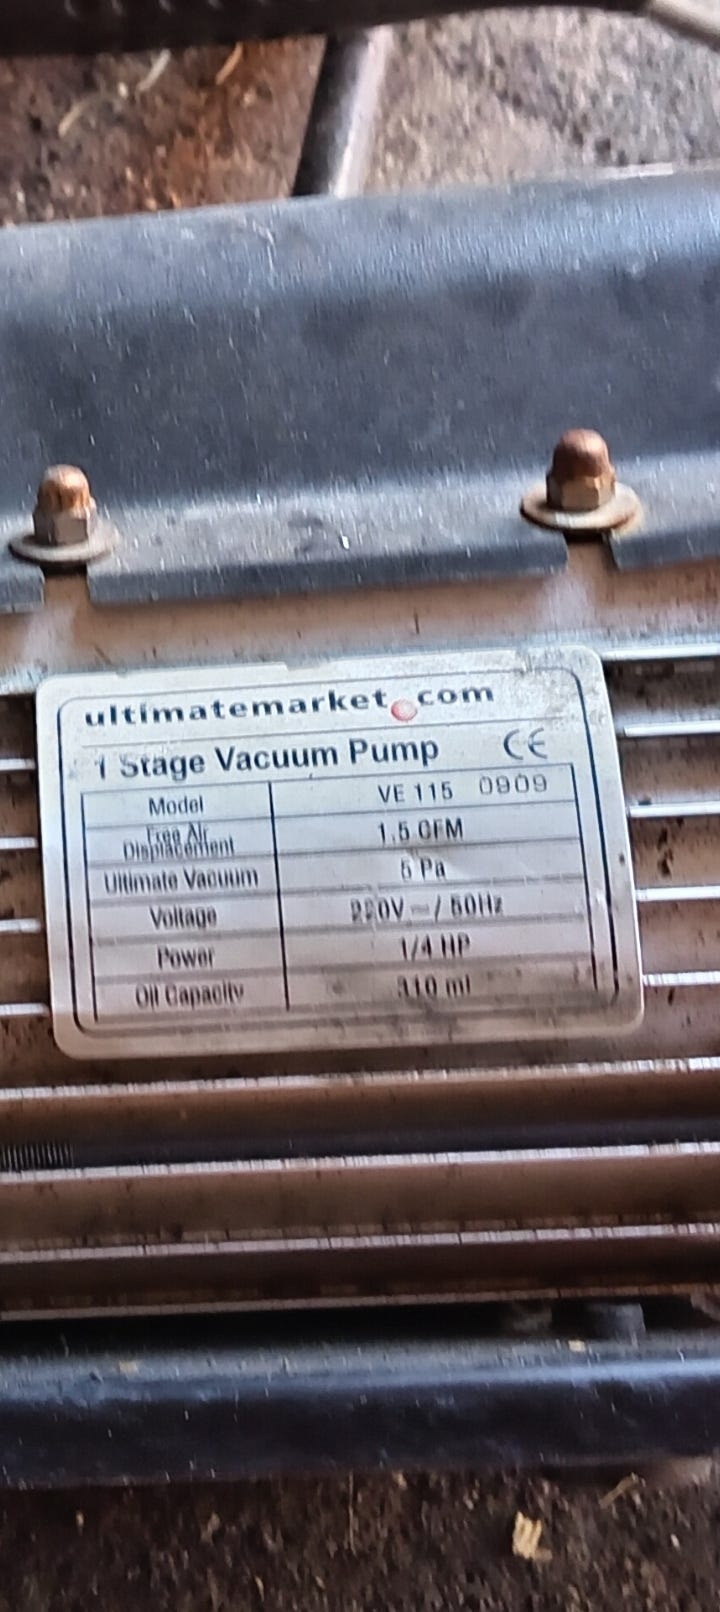 ultimatemarket.com
1 Stage Vacuum Pump CE
Model VE 115 0909
Free Air Displacement 1.5 CFM
Ultimate Vacuum 5 Pa
Voltage 220V ~ / 50Hz
Power 1/4 HP
Oil Capacity 310 ml